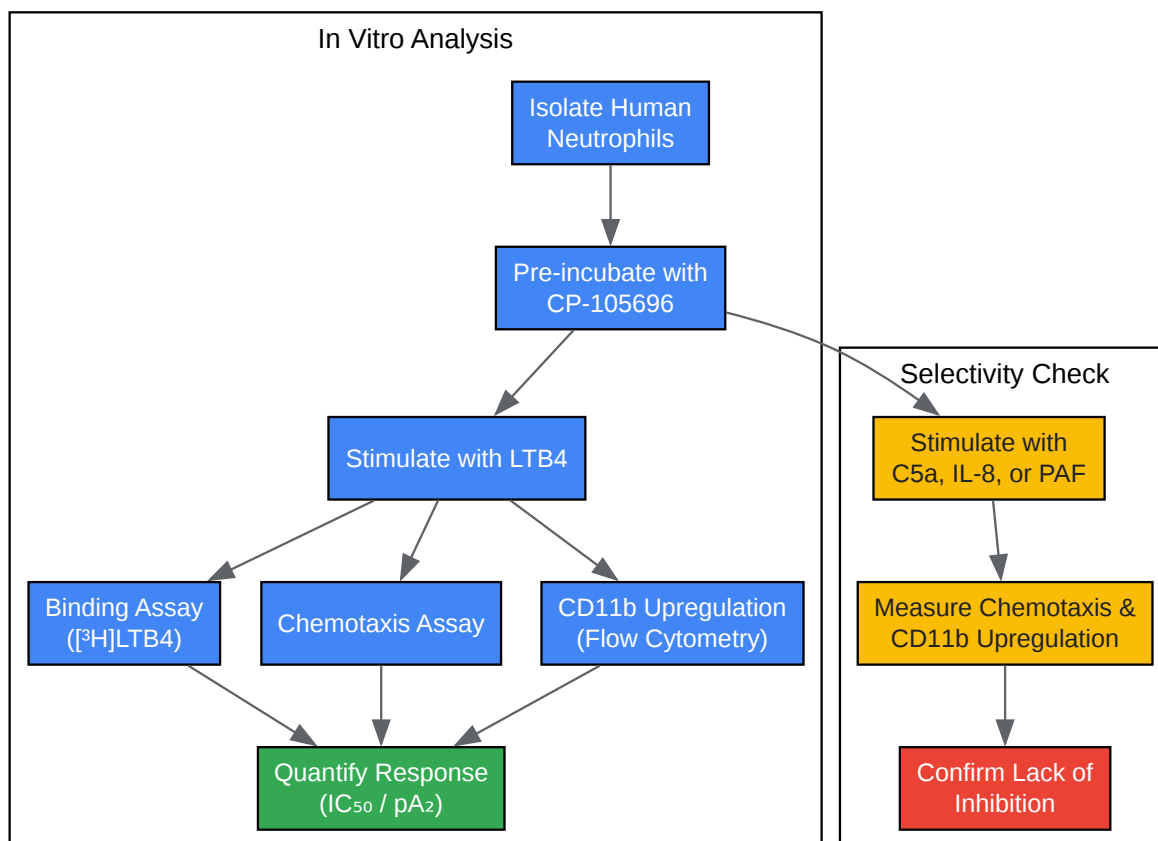 In Vitro Analysis
Isolate Human
Neutrophils
Pre-incubate with
CP-105696
Stimulate with LTB4
Binding Assay
([³H]LTB4)
Chemotaxis Assay
CD11b Upregulation
(Flow Cytometry)
Quantify Response
(IC₅₀ / pA₂)
Selectivity Check
Stimulate with
C5a, IL-8, or PAF
Measure Chemotaxis &
CD11b Upregulation
Confirm Lack of
Inhibition